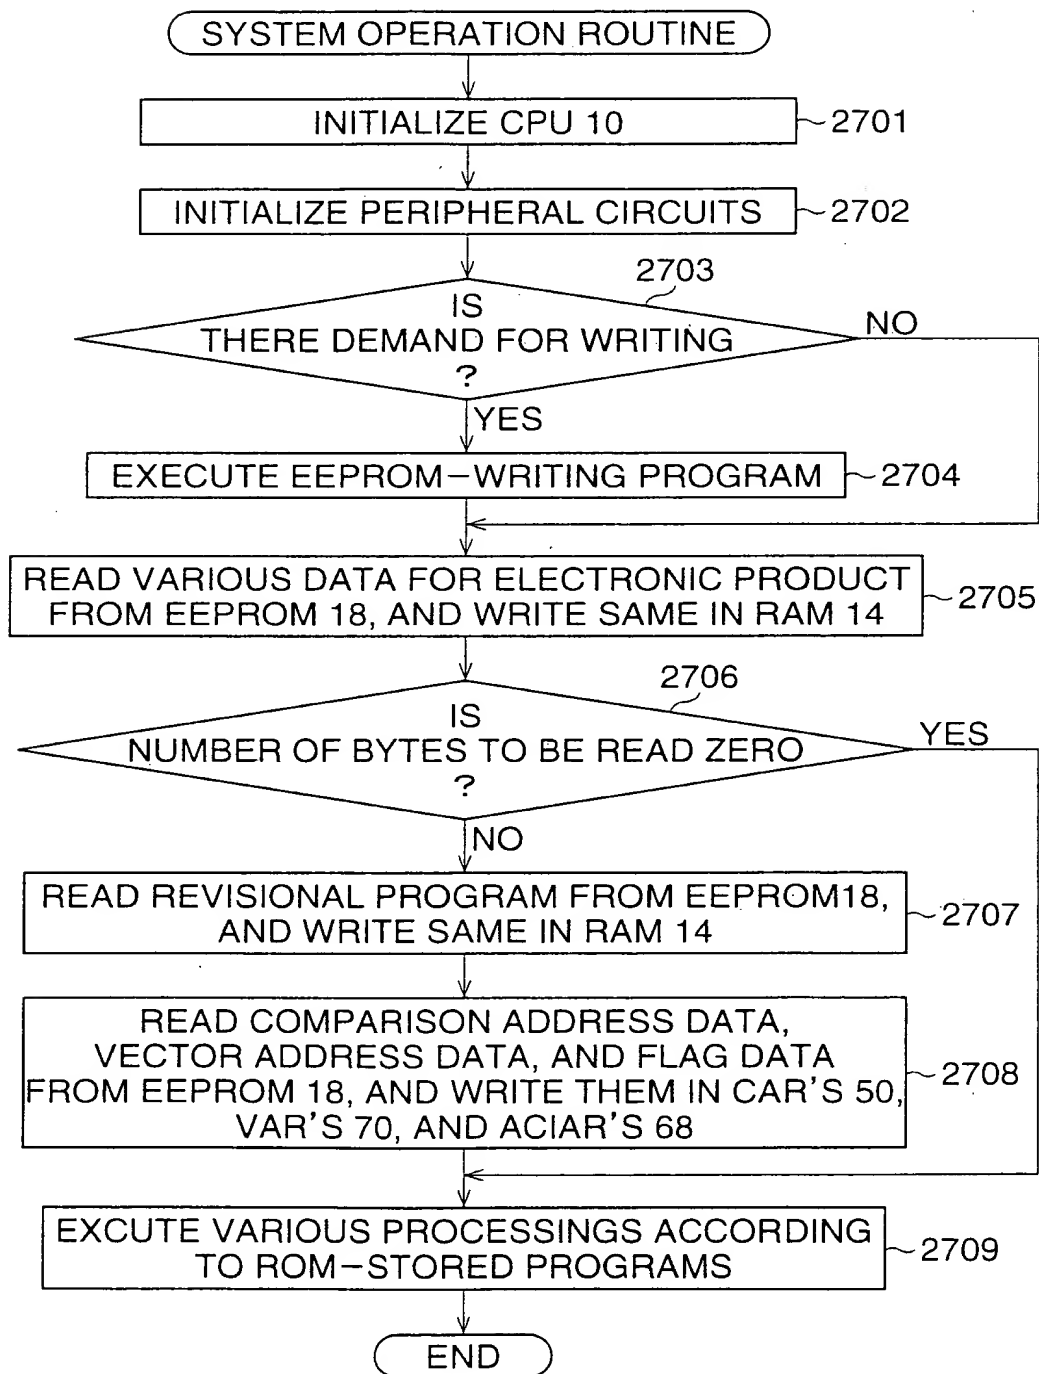 SYSTEM OPERATION ROUTINE
INITIALIZE CPU 10
2701
INITIALIZE PERIPHERAL CIRCUITS
2702
2703
IS
THERE DEMAND FOR WRITING
?
NO
YES
EXECUTE EEPROM-WRITING PROGRAM
2704
READ VARIOUS DATA FOR ELECTRONIC PRODUCT
FROM EEPROM 18, AND WRITE SAME IN RAM 14
2705
2706
IS
NUMBER OF BYTES TO BE READ ZERO
?
YES
NO
READ REVISIONAL PROGRAM FROM EEPROM18,
AND WRITE SAME IN RAM 14
2707
READ COMPARISON ADDRESS DATA,
VECTOR ADDRESS DATA, AND FLAG DATA
FROM EEPROM 18, AND WRITE THEM IN CAR'S 50,
VAR'S 70, AND ACIAR'S 68
2708
EXCUTE VARIOUS PROCESSINGS ACCORDING
TO ROM-STORED PROGRAMS
2709
END